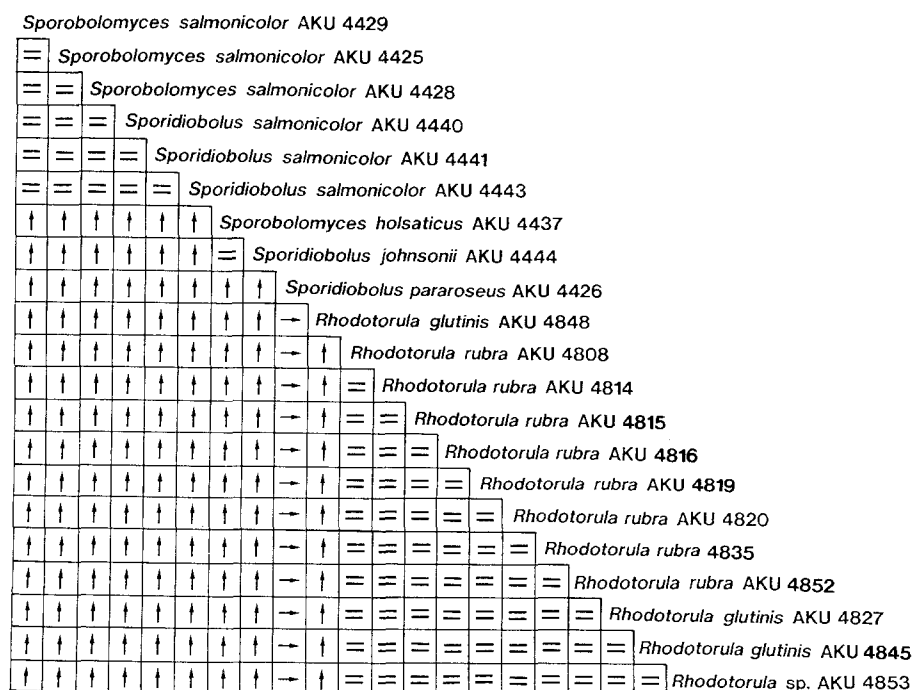 Sporobolomyces salmonicolor AKU 4429
= Sporobolomyces salmonicolor AKU 4425
= = Sporobolomyces salmonicolor AKU 4428
= = = Sporidiobolus salmonicolor AKU 4440
= = = = Sporidiobolus salmonicolor AKU 4441
= = = = = Sporidiobolus salmonicolor AKU 4443
↑ ↑ ↑ ↑ ↑ ↑ Sporobolomyces holsaticus AKU 4437
↑ ↑ ↑ ↑ ↑ ↑ = Sporidiobolus johnsonii AKU 4444
↑ ↑ ↑ ↑ ↑ ↑ ↑ ↑ Sporidiobolus pararoseus AKU 4426
↑ ↑ ↑ ↑ ↑ ↑ ↑ ↑ → Rhodotorula glutinis AKU 4848
↑ ↑ ↑ ↑ ↑ ↑ ↑ ↑ → ↑ Rhodotorula rubra AKU 4808
↑ ↑ ↑ ↑ ↑ ↑ ↑ ↑ → ↑ = Rhodotorula rubra AKU 4814
↑ ↑ ↑ ↑ ↑ ↑ ↑ ↑ → ↑ = = Rhodotorula rubra AKU 4815
↑ ↑ ↑ ↑ ↑ ↑ ↑ ↑ → ↑ = = = Rhodotorula rubra AKU 4816
↑ ↑ ↑ ↑ ↑ ↑ ↑ ↑ → ↑ = = = = Rhodotorula rubra AKU 4819
↑ ↑ ↑ ↑ ↑ ↑ ↑ ↑ → ↑ = = = = = Rhodotorula rubra AKU 4820
↑ ↑ ↑ ↑ ↑ ↑ ↑ ↑ → ↑ = = = = = = Rhodotorula rubra 4835
↑ ↑ ↑ ↑ ↑ ↑ ↑ ↑ → ↑ = = = = = = = Rhodotorula rubra AKU 4852
↑ ↑ ↑ ↑ ↑ ↑ ↑ ↑ → ↑ = = = = = = = = Rhodotorula glutinis AKU 4827
↑ ↑ ↑ ↑ ↑ ↑ ↑ ↑ → ↑ = = = = = = = = = Rhodotorula glutinis AKU 4845
↑ ↑ ↑ ↑ ↑ ↑ ↑ ↑ → ↑ = = = = = = = = = = Rhodotorula sp. AKU 4853